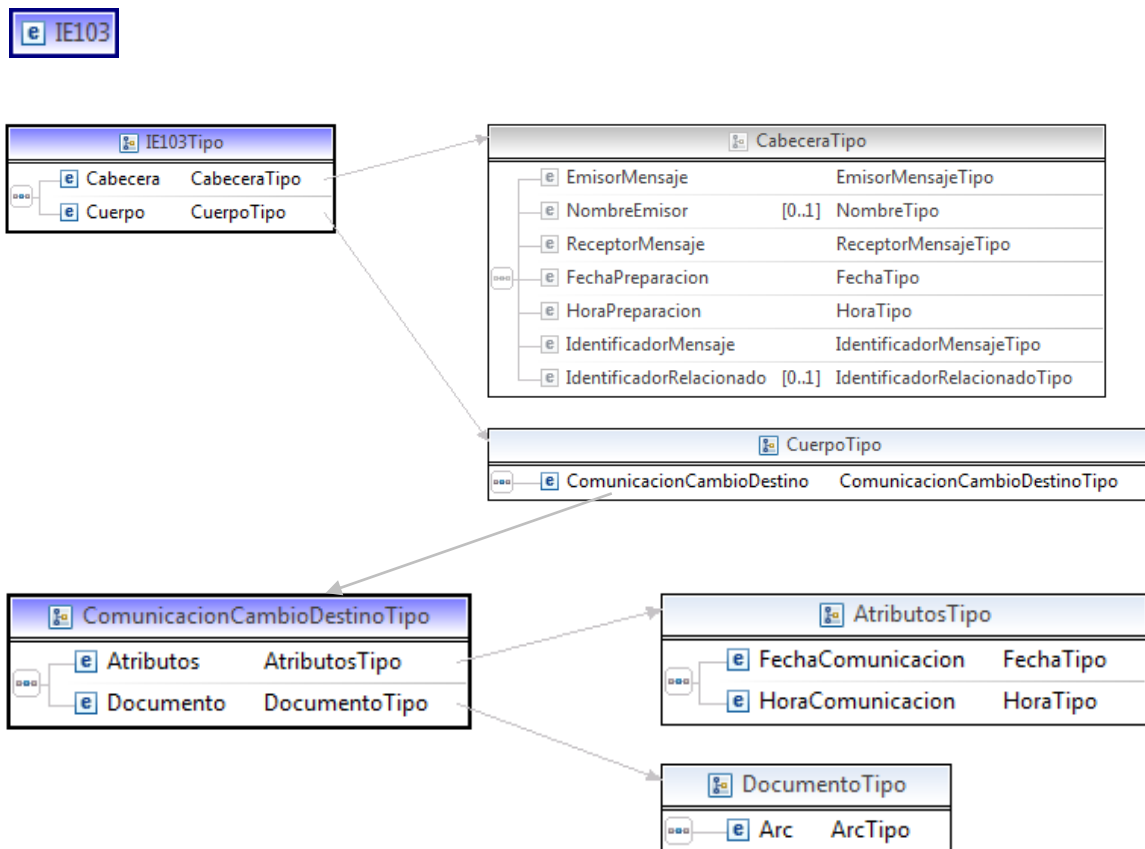 e IE103
IE103Tipo
e Cabecera CabeceraTipo
e Cuerpo CuerpoTipo
CabeceraTipo
e EmisorMensaje EmisorMensajeTipo
e NombreEmisor [0..1] NombreTipo
e ReceptorMensaje ReceptorMensajeTipo
e FechaPreparacion FechaTipo
e HoraPreparacion HoraTipo
e IdentificadorMensaje IdentificadorMensajeTipo
e IdentificadorRelacionado [0..1] IdentificadorRelacionadoTipo
CuerpoTipo
e ComunicacionCambioDestino ComunicacionCambioDestinoTipo
ComunicacionCambioDestinoTipo
e Atributos AtributosTipo
e Documento DocumentoTipo
AtributosTipo
e FechaComunicacion FechaTipo
e HoraComunicacion HoraTipo
DocumentoTipo
e Arc ArcTipo